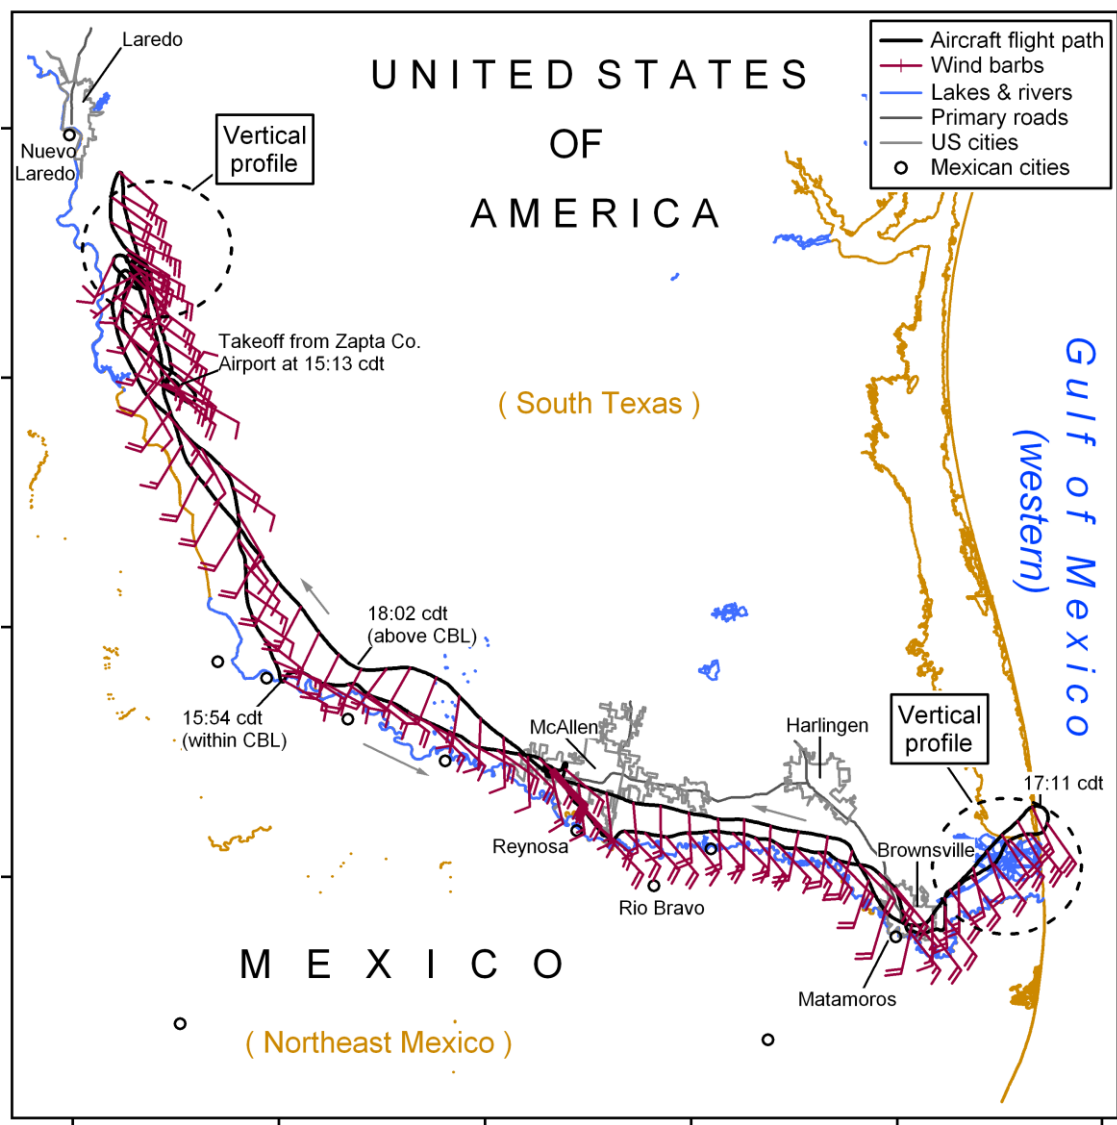 Laredo
UNITED STATES
OF
AMERICA
Aircraft flight path
Wind barbs
Lakes & rivers
Primary roads
US cities
Mexican cities
Nuevo
Laredo
Vertical
profile
Takeoff from Zapta Co.
Airport at 15:13 cdt
( South Texas )
Gulf of Mexico
(western)
18:02 cdt
(above CBL)
15:54 cdt
(within CBL)
McAllen
Harlingen
Vertical
profile
17:11 cdt
Reynosa
Brownsville
Rio Bravo
MEXICO
Matamoros
( Northeast Mexico )